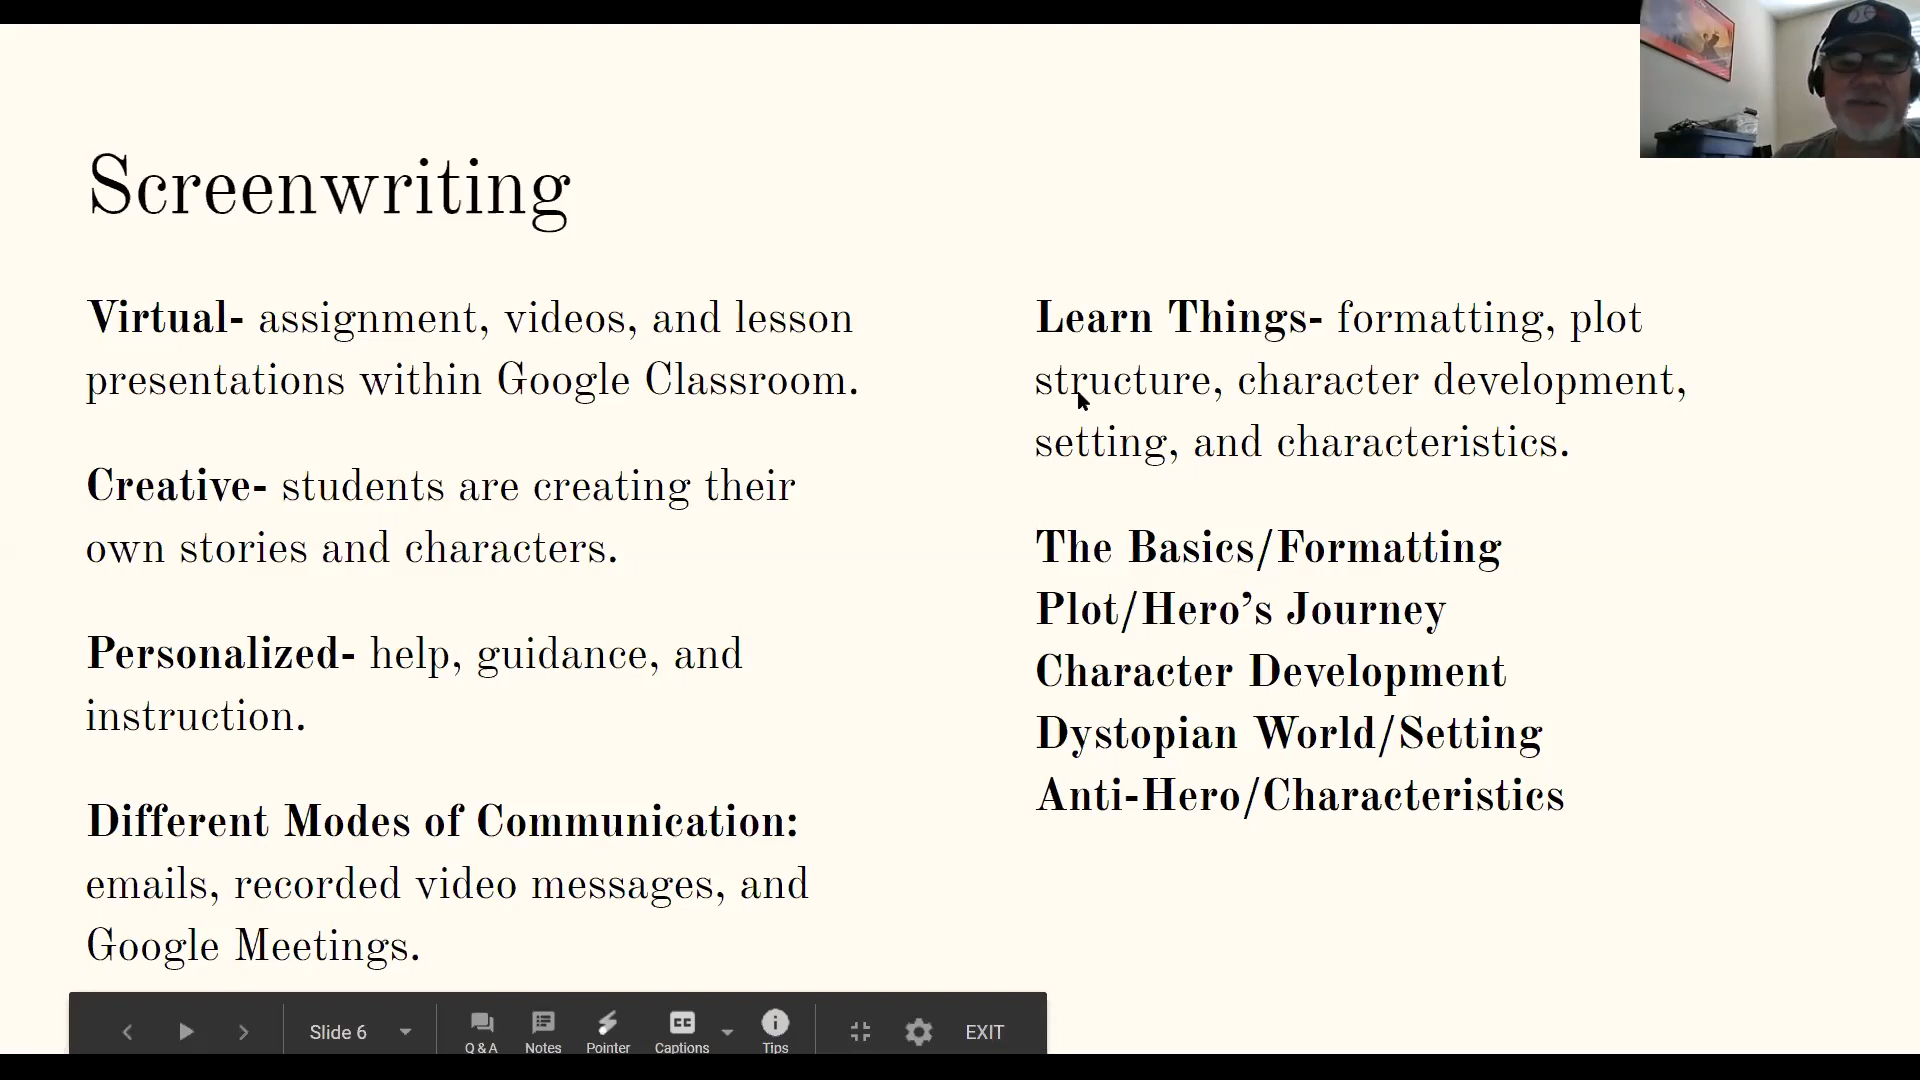 Screenwriting
Virtual- assignment, videos, and lesson
presentations within Google Classroom.
Creative- students are creating their
own stories and characters.
Personalized- help, guidance, and
instruction.
Different Modes of Communication:
emails, recorded video messages, and
Google Meetings.
Learn Things- formatting, plot
structure, character development,
setting, and characteristics.
The Basics/Formatting
Plot/Hero’s Journey
Character Development
Dystopian World/Setting
Anti-Hero/Characteristics
Slide 6
Q & A
Notes
Pointer
CC
Captions
Tips
EXIT